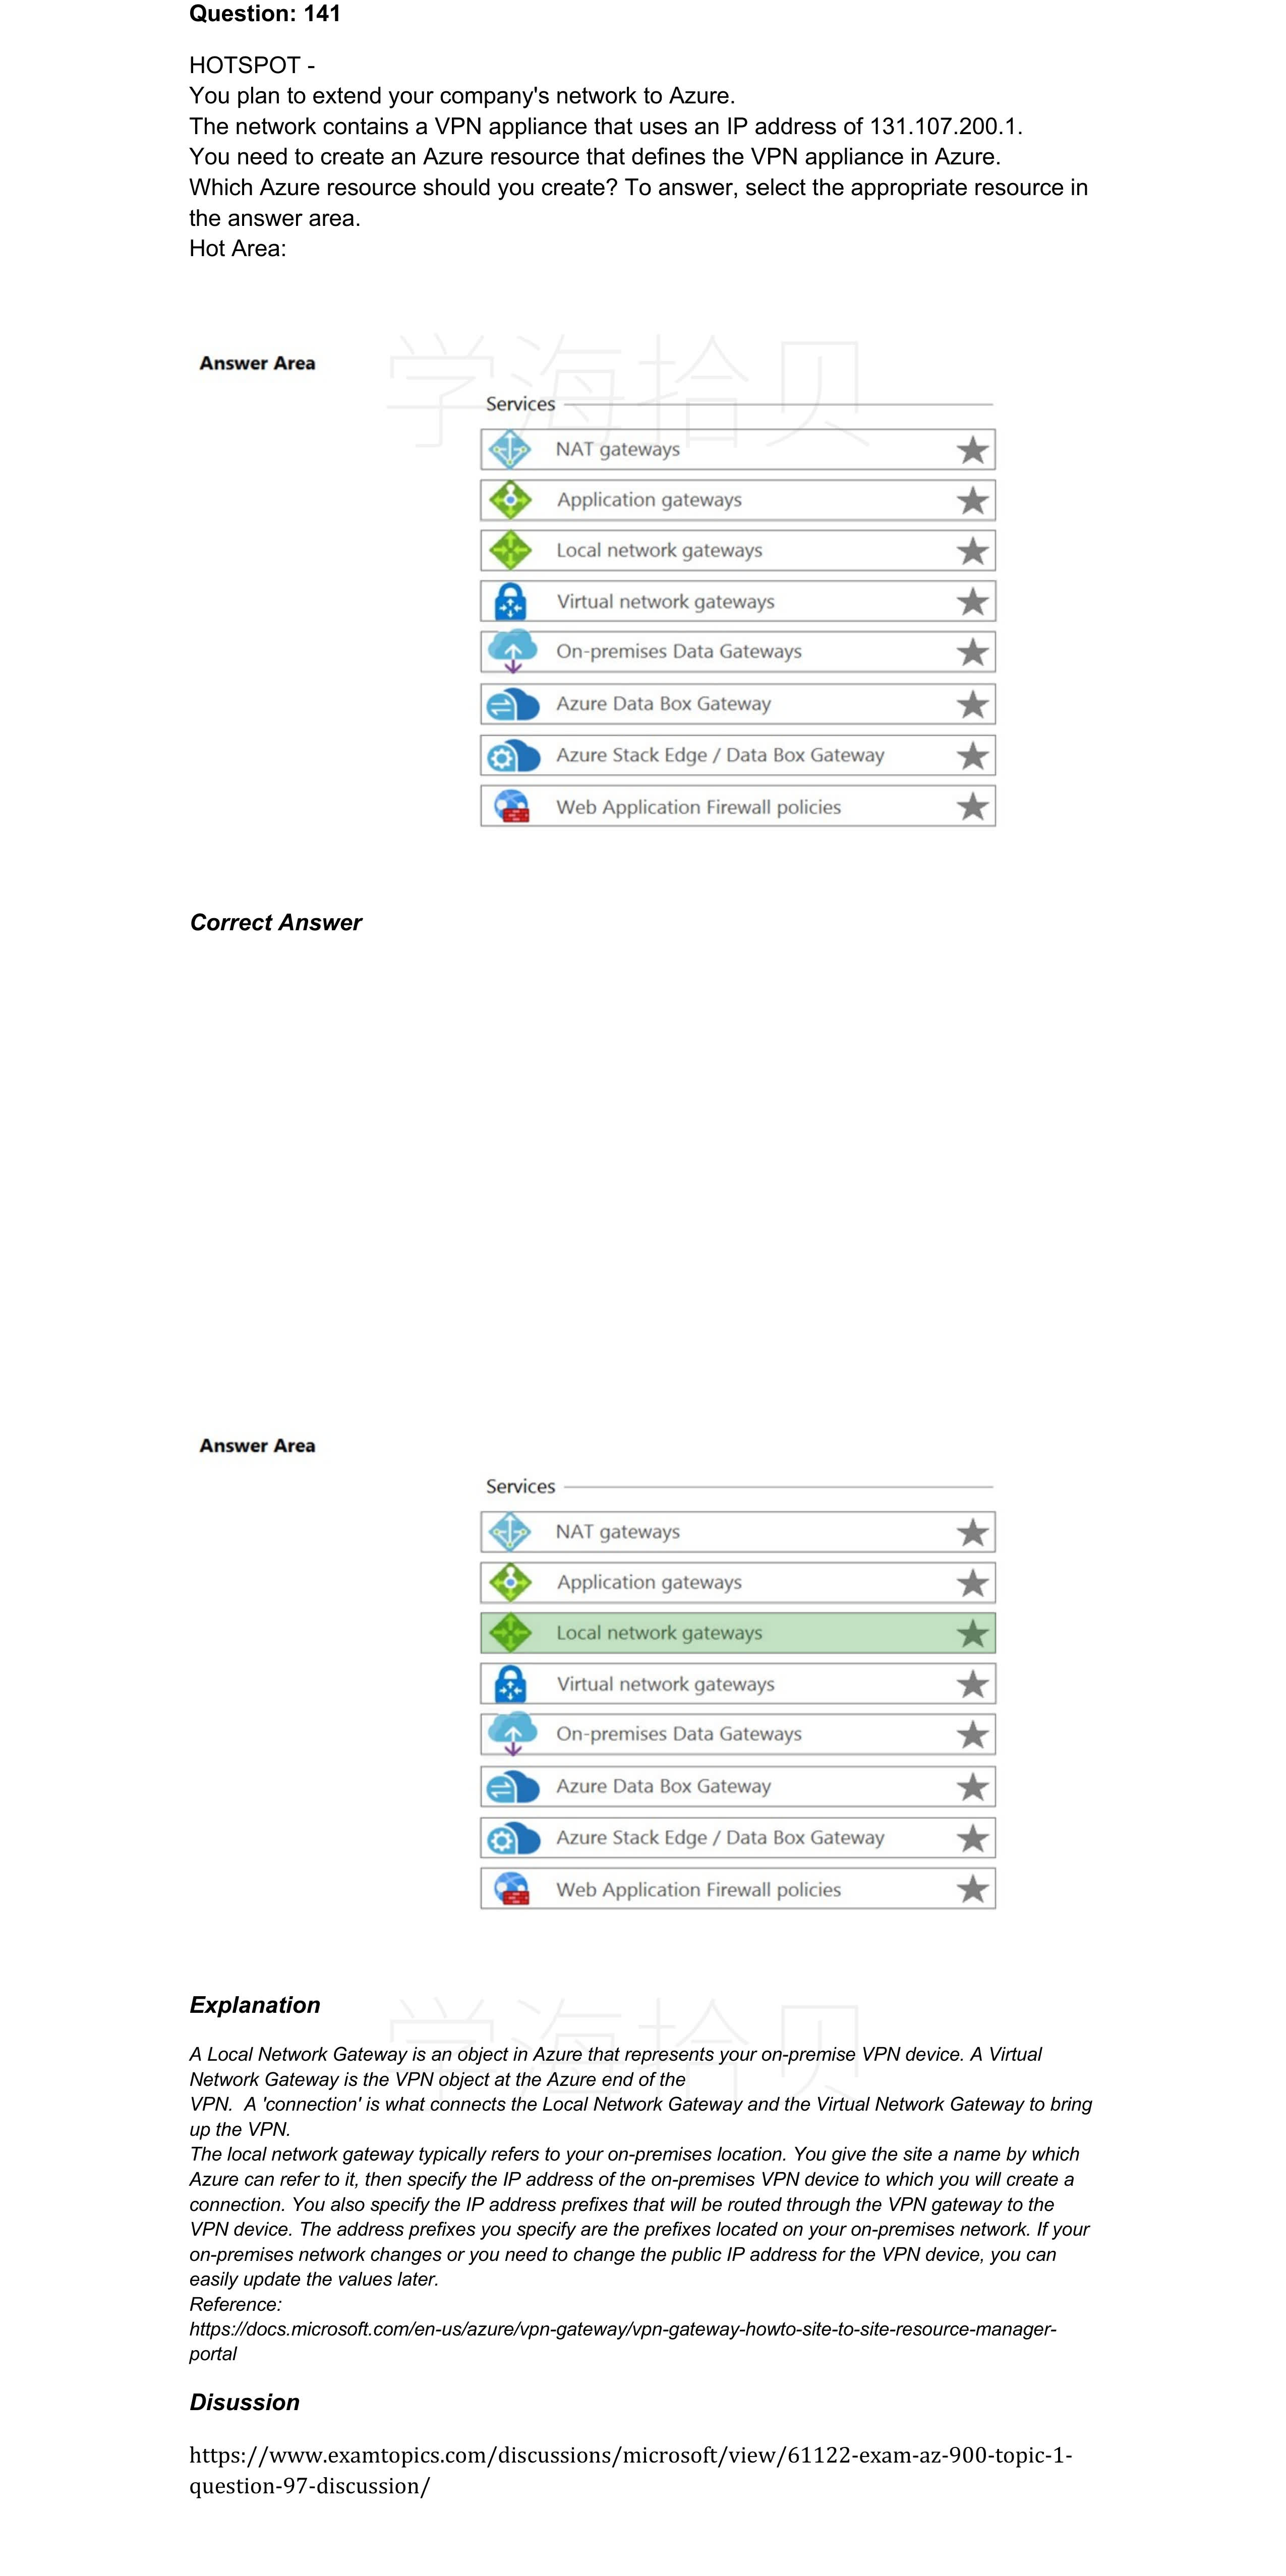 Question: 141
HOTSPOT -
You plan to extend your company's network to Azure.
The network contains a VPN appliance that uses an IP address of 131.107.200.1.
You need to create an Azure resource that defines the VPN appliance in Azure.
Which Azure resource should you create? To answer, select the appropriate resource in
the answer area.
Hot Area:
学海拾贝
Answer Area
Services
NAT gateways
Application gateways
Local network gateways
Virtual network gateways
On-premises Data Gateways
Azure Data Box Gateway
Azure Stack Edge / Data Box Gateway
Web Application Firewall policies
Correct Answer
Answer Area
Services
NAT gateways
Application gateways
Local network gateways
Virtual network gateways
On-premises Data Gateways
Azure Data Box Gateway
Azure Stack Edge / Data Box Gateway
Web Application Firewall policies
学海拾贝
Explanation
A Local Network Gateway is an object in Azure that represents your on-premise VPN device. A Virtual
Network Gateway is the VPN object at the Azure end of the
VPN.  A 'connection' is what connects the Local Network Gateway and the Virtual Network Gateway to bring
up the VPN.
The local network gateway typically refers to your on-premises location. You give the site a name by which
Azure can refer to it, then specify the IP address of the on-premises VPN device to which you will create a
connection. You also specify the IP address prefixes that will be routed through the VPN gateway to the
VPN device. The address prefixes you specify are the prefixes located on your on-premises network. If your
on-premises network changes or you need to change the public IP address for the VPN device, you can
easily update the values later.
Reference:
https://docs.microsoft.com/en-us/azure/vpn-gateway/vpn-gateway-howto-site-to-site-resource-manager-
portal
Disussion
https://www.examtopics.com/discussions/microsoft/view/61122-exam-az-900-topic-1-
question-97-discussion/